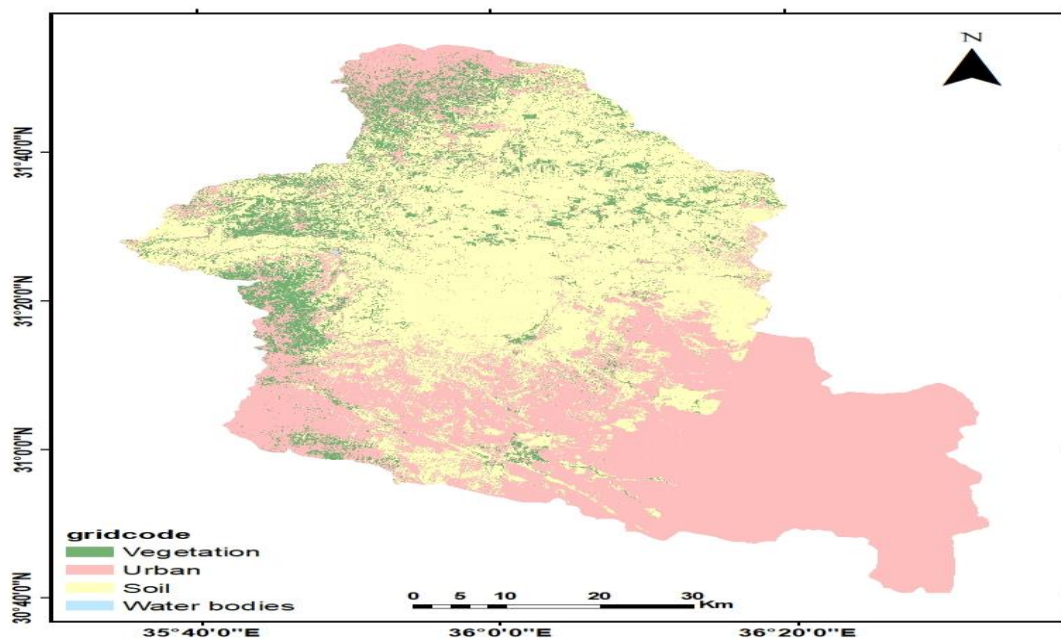 N
31°40'0"N
31°20'0"N
31°0'0"N
30°40'0"N
gridcode
Vegetation
Urban
Soil
Water bodies
0 5 10 20 30
Km
35°40'0"E 36°0'0"E 36°20'0"E